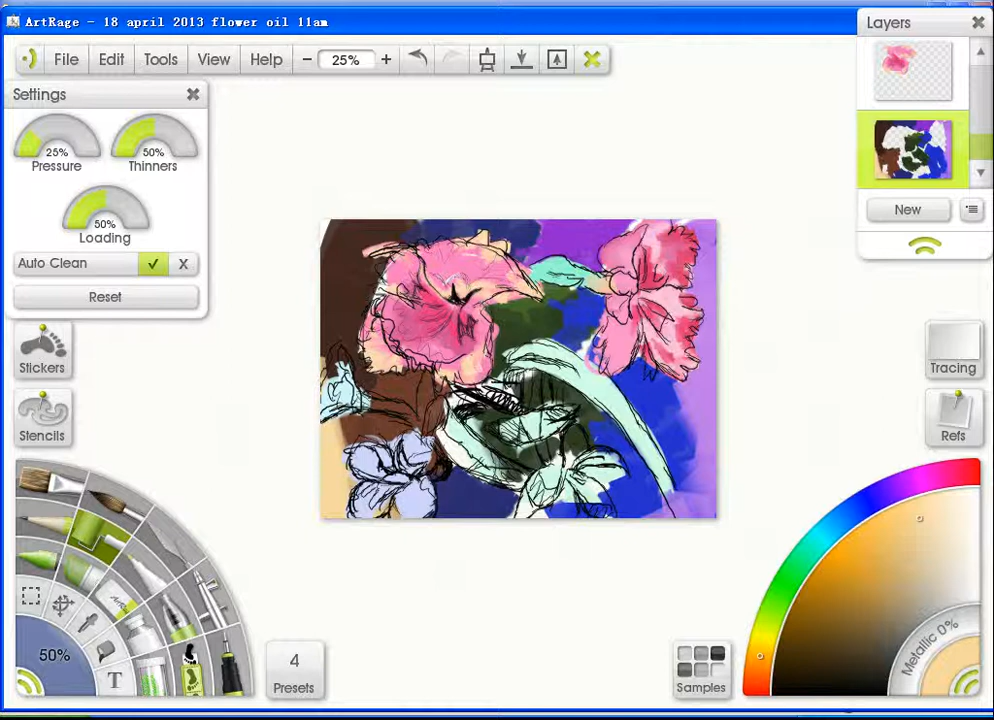 ArtRage - 18 april 2013 flower oil 11am
File Edit Tools View Help 25%
Layers
Settings
25% 50%
Pressure Thinners
50%
Loading
Auto Clean X
Reset
New
Stickers
Stencils
Tracing
Refs
50%
T
4
Presets
Samples
Metallic 0%